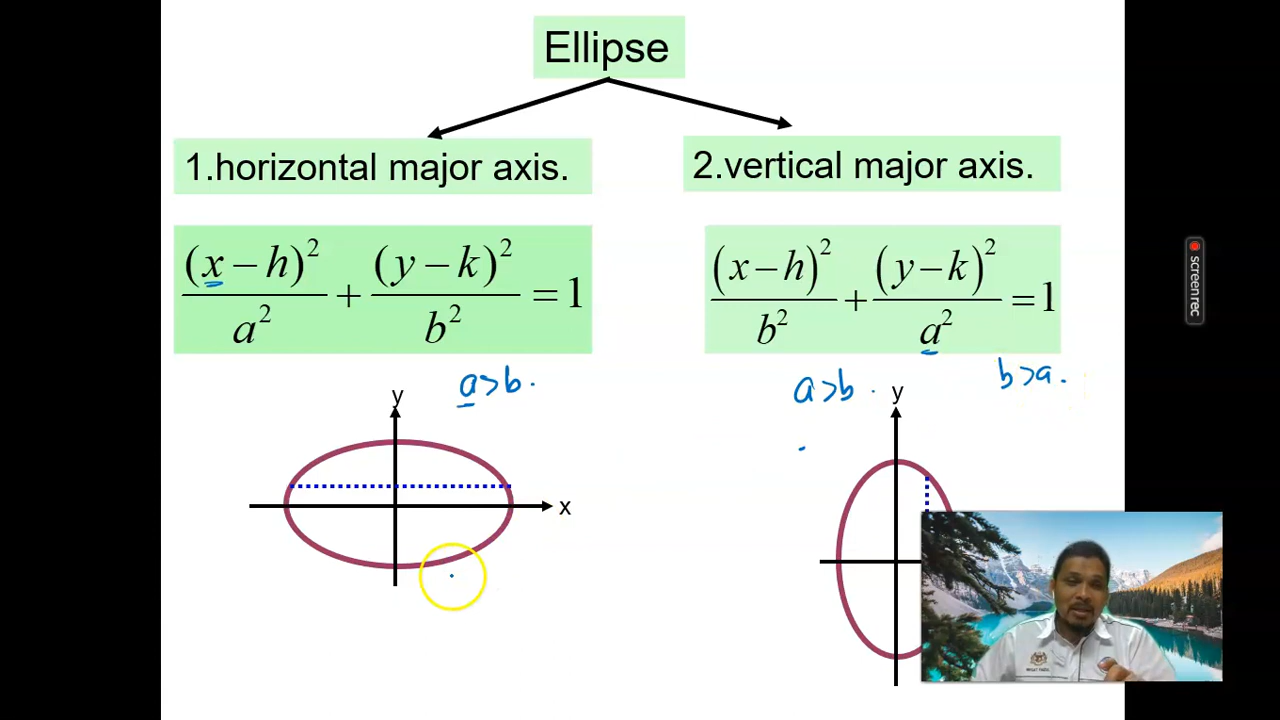 Ellipse
1.horizontal major axis.
2.vertical major axis.
(x – h)² / a² + (y – k)² / b² = 1
(x – h)² / b² + (y – k)² / a² = 1
a > b.
a > b.
b > a.
y
x
y
screenrec